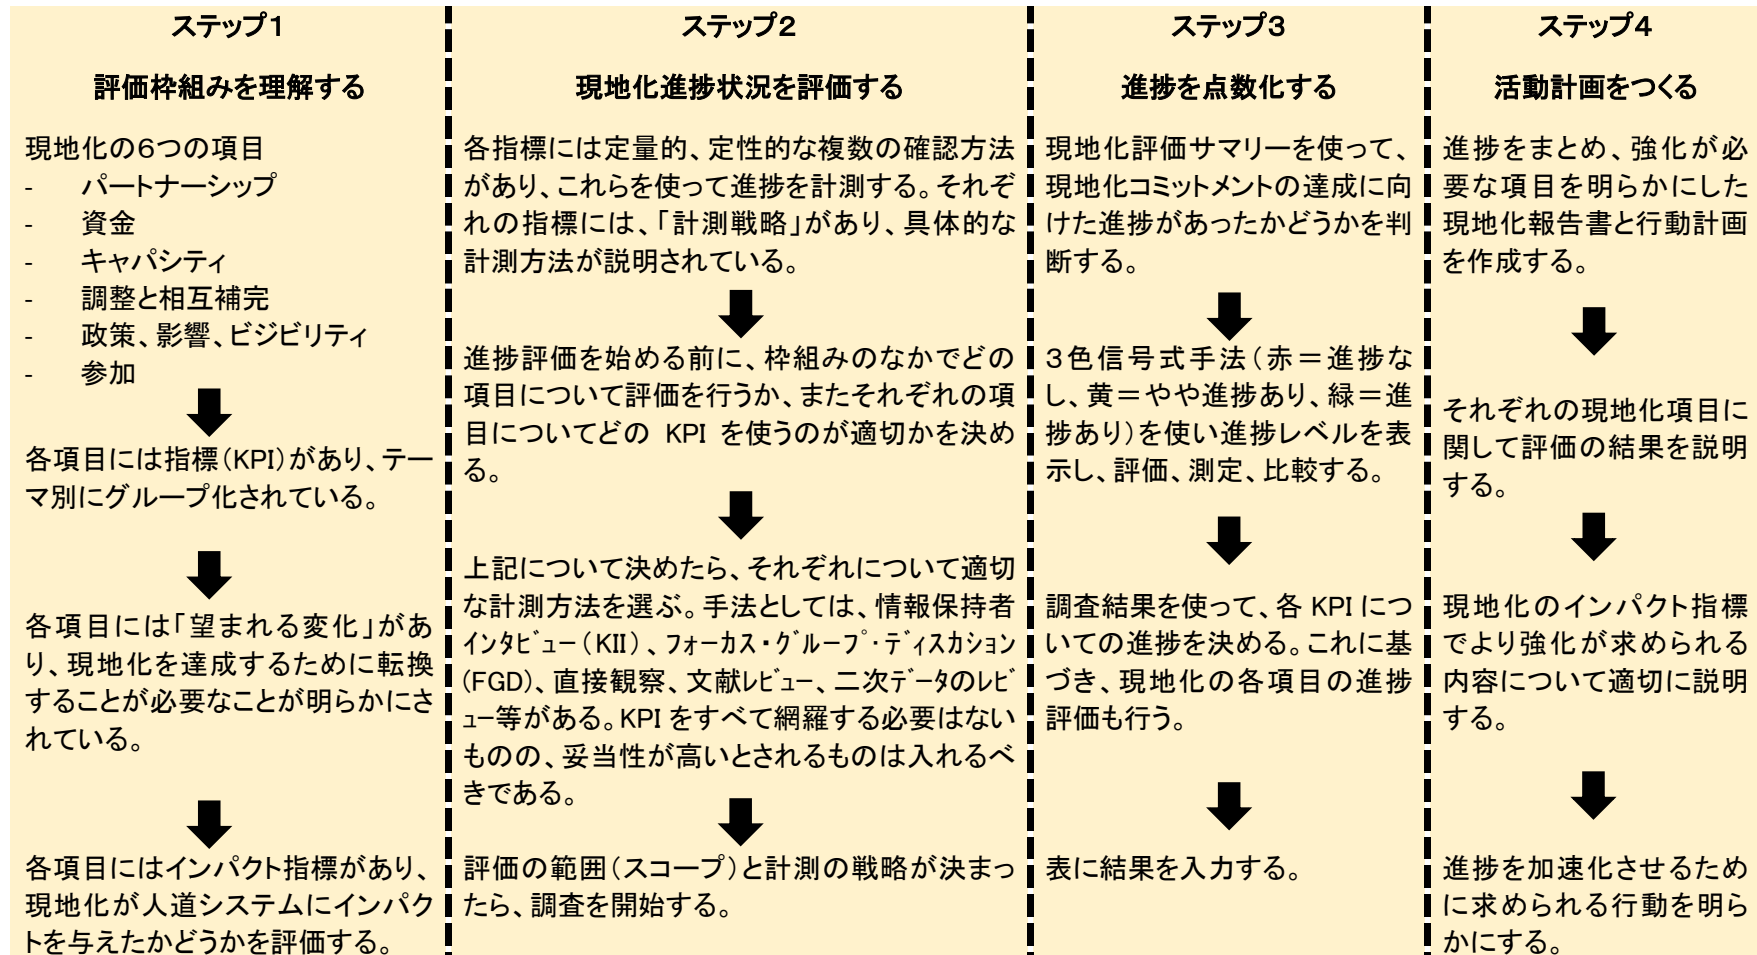 ステップ1
評価枠組みを理解する
現地化の6つの項目
- パートナーシップ
- 資金
- キャパシティ
- 調整と相互補完
- 政策、影響、ビジビリティ
- 参加
各項目には指標(KPI)があり、テー
マ別にグループ化されている。
各項目には「望まれる変化」があ
り、現地化を達成するために転換
することが必要なことが明らかにさ
れている。
各項目にはインパクト指標があり、
現地化が人道システムにインパク
トを与えたかどうかを評価する。
ステップ2
現地化進捗状況を評価する
各指標には定量的、定性的な複数の確認方法
があり、これらを使って進捗を計測する。それぞ
れの指標には、「計測戦略」があり、具体的な
計測方法が説明されている。
進捗評価を始める前に、枠組みのなかでどの
項目について評価を行うか、またそれぞれの項
目についてどの KPI を使うのが適切かを決め
る。
上記について決めたら、それぞれについて適切
な計測方法を選ぶ。手法としては、情報保持者
インタビュー(KII)、フォーカス・グループ・ディスカション
(FGD)、直接観察、文献レビュー、二次データのレビ
ュー等がある。KPI をすべて網羅する必要はない
ものの、妥当性が高いとされるものは入れるべ
きである。
評価の範囲(スコープ)と計測の戦略が決まっ
たら、調査を開始する。
ステップ3
進捗を点数化する
現地化評価サマリーを使って、
現地化コミットメントの達成に向
けた進捗があったかどうかを判
断する。
3色信号式手法(赤=進捗な
し、黄=やや進捗あり、緑=進
捗あり)を使い進捗レベルを表
示し、評価、測定、比較する。
調査結果を使って、各 KPI につ
いての進捗を決める。これに基
づき、現地化の各項目の進捗
評価も行う。
表に結果を入力する。
ステップ4
活動計画をつくる
進捗をまとめ、強化が必
要な項目を明らかにした
現地化報告書と行動計画
を作成する。
それぞれの現地化項目に
関して評価の結果を説明
する。
現地化のインパクト指標
でより強化が求められる
内容について適切に説明
する。
進捗を加速化させるため
に求められる行動を明ら
かにする。